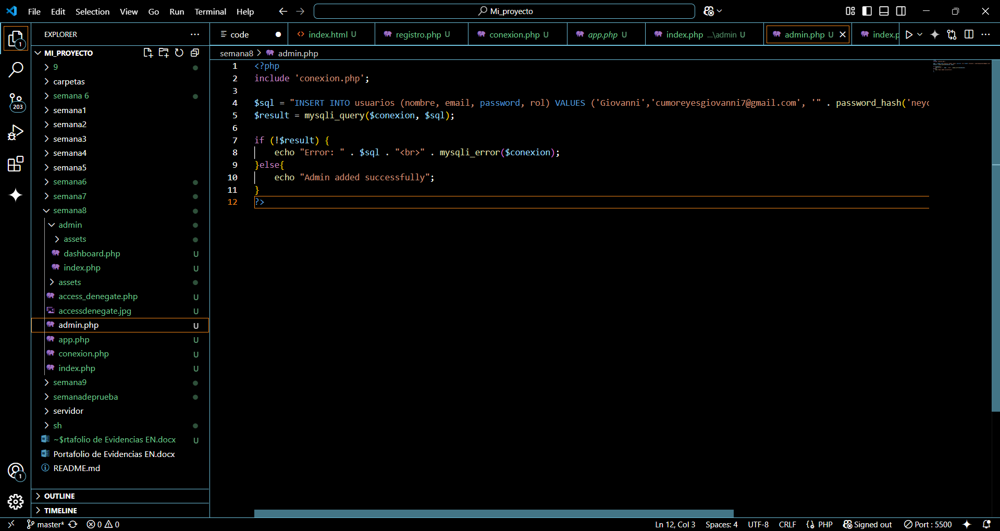 File Edit Selection View Go Run Terminal Help
Mi_proyecto
EXPLORER
code
index.html U
registro.php U
conexion.php U
app.php U
index.php ...\admin U
admin.php U
index.p
MI_PROYECTO
semana8 > admin.php
9
carpetas
semana 6
semana1
semana2
semana3
semana4
semana5
semana6
semana7
semana8
admin
assets
dashboard.php U
index.php U
assets
access_denegate.php U
accessdenegate.jpg U
admin.php U
app.php U
conexion.php U
index.php U
semana9
semanadeprueba
servidor
sh
~$rtafolio de Evidencias EN.docx U
Portafolio de Evidencias EN.docx
README.md
OUTLINE
TIMELINE
1
203
1
1 <?php
2 include 'conexion.php';
3
4 $sql = "INSERT INTO usuarios (nombre, email, password, rol) VALUES ('Giovanni','cumoreyesgiovanni7@gmail.com', '" . password_hash('neyc
5 $result = mysqli_query($conexion, $sql);
6
7 if (!$result) {
8 echo "Error: " . $sql . "<br>" . mysqli_error($conexion);
9 }else{
10 echo "Admin added successfully";
11 }
12 ?>
master* 0 0
Ln 12, Col 3 Spaces: 4 UTF-8 CRLF PHP Signed out Port : 5500